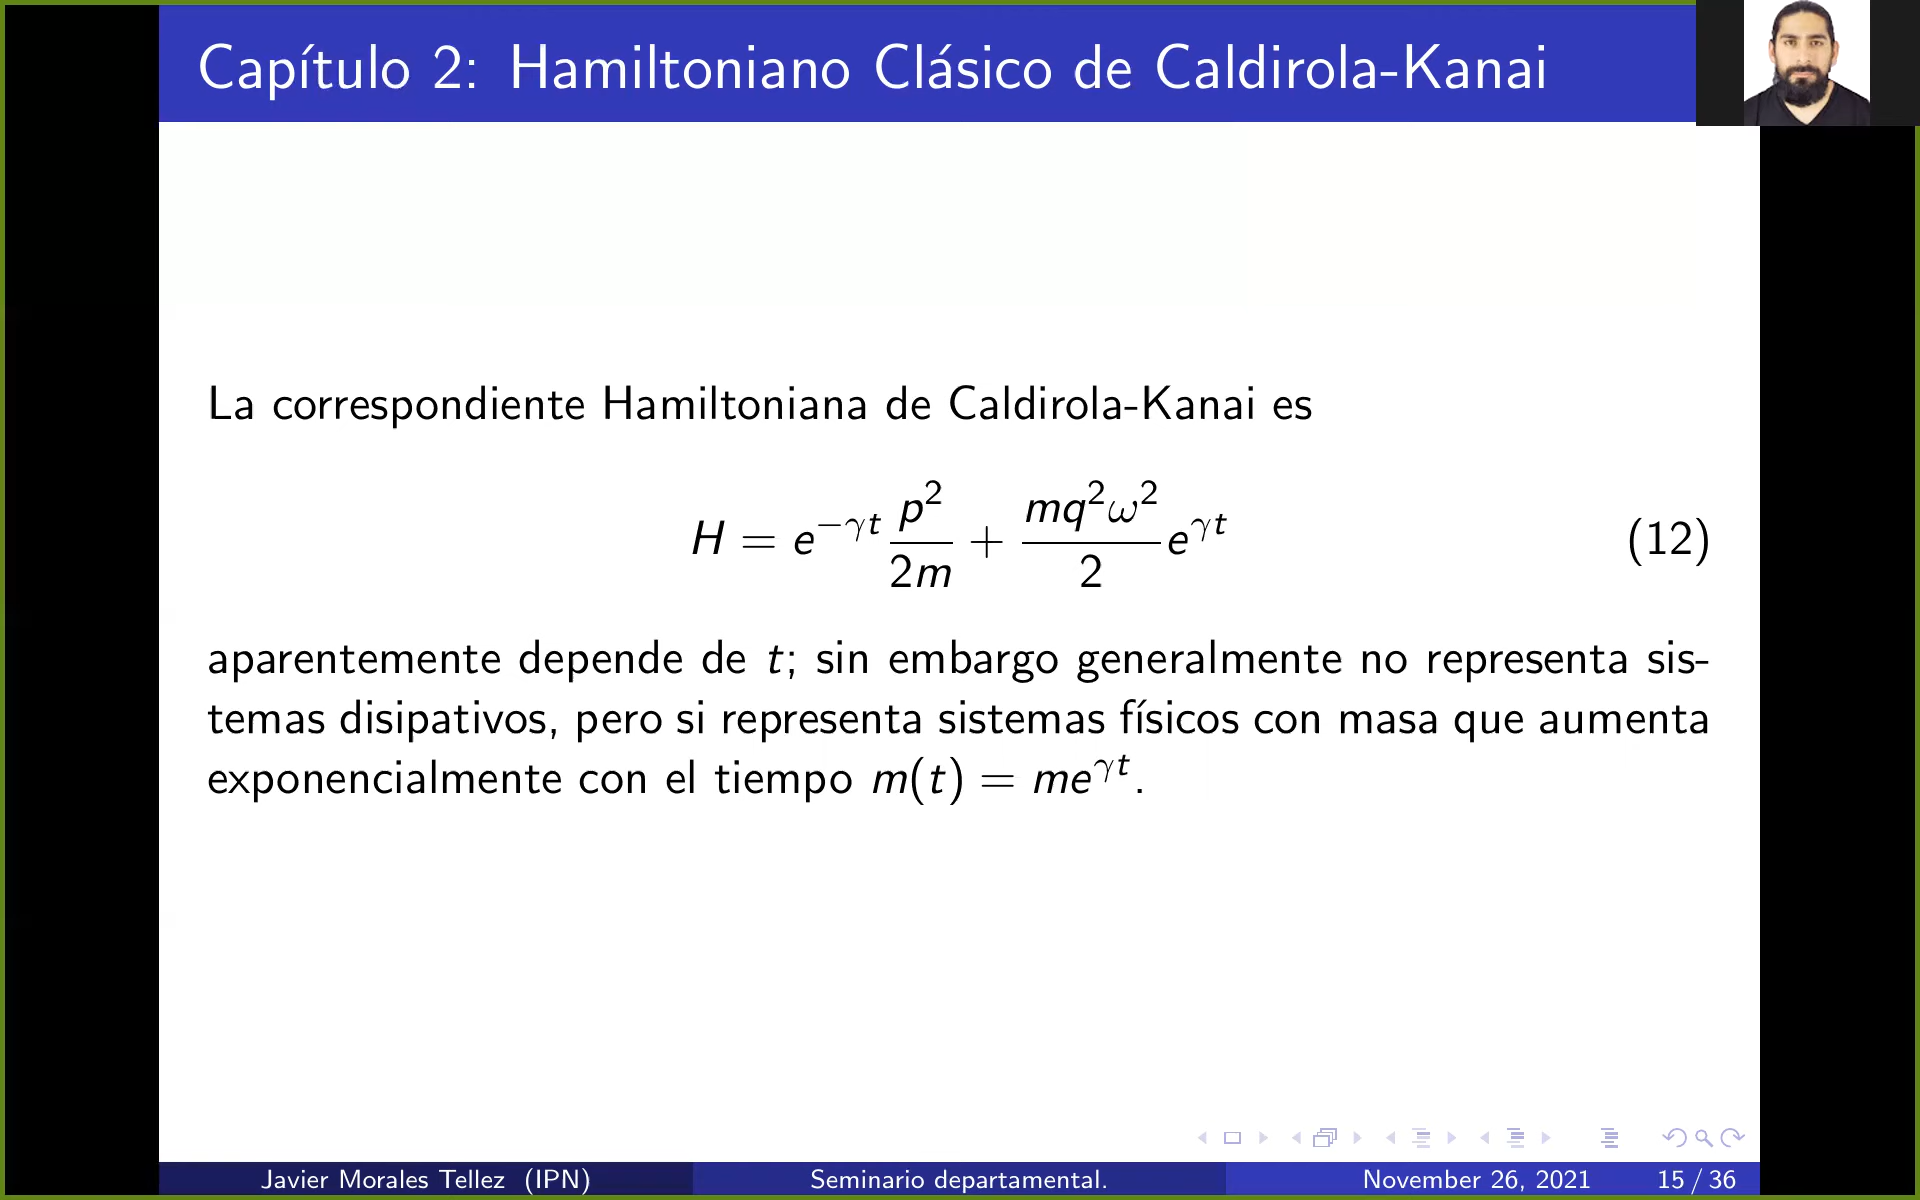 Capítulo 2: Hamiltoniano Clásico de Caldirola-Kanai
La correspondiente Hamiltoniana de Caldirola-Kanai es
H = e^{-γt} \frac{p^2}{2m} + \frac{mq^2ω^2}{2} e^{γt} (12)
aparentemente depende de t; sin embargo generalmente no representa sis-
temas disipativos, pero si representa sistemas físicos con masa que aumenta
exponencialmente con el tiempo m(t) = me^{γt}.
Javier Morales Tellez (IPN) Seminario departamental. November 26, 2021 15 / 36